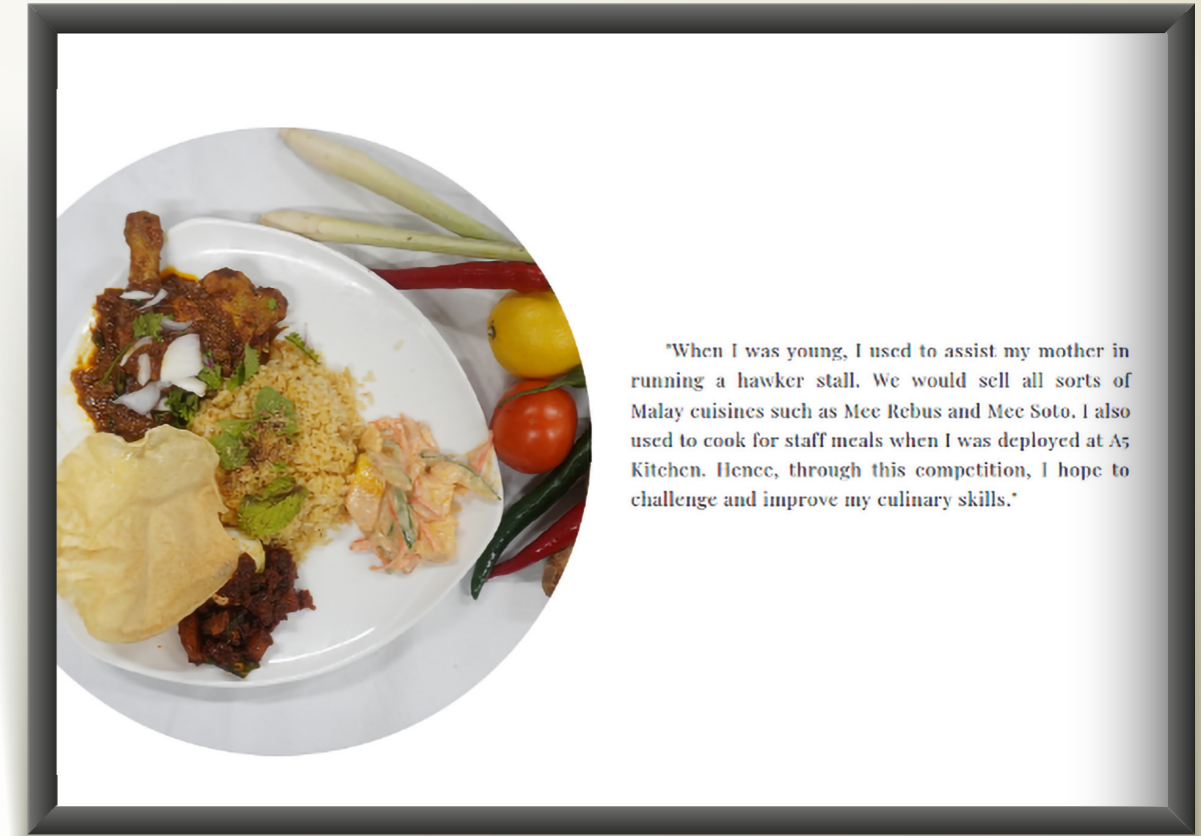 "When I was young, I used to assist my mother in
running a hawker stall. We would sell all sorts of
Malay cuisines such as Mee Rebus and Mee Soto. I also
used to cook for staff meals when I was deployed at A5
Kitchen. Hence, through this competition, I hope to
challenge and improve my culinary skills."